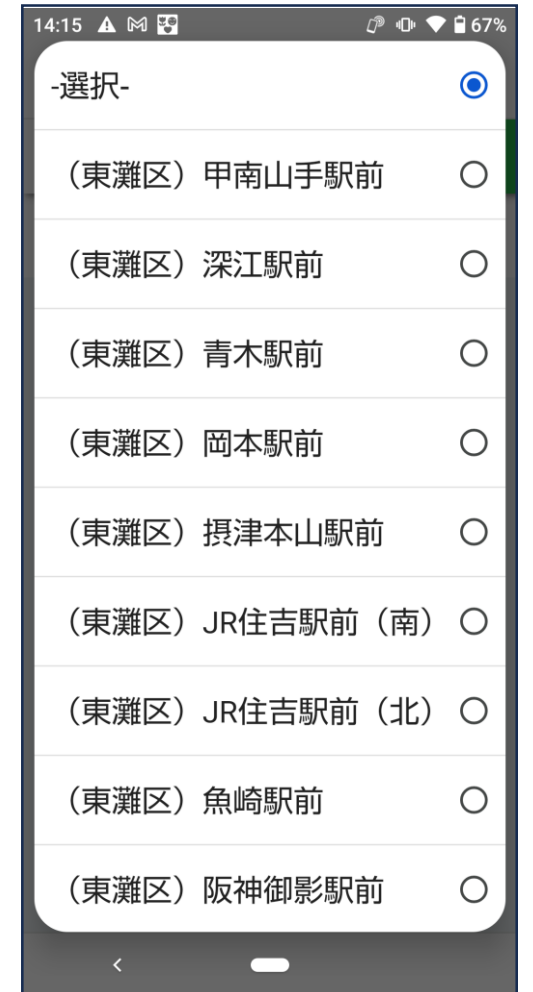 14:15 67%
-選択-
（東灘区）甲南山手駅前
（東灘区）深江駅前
（東灘区）青木駅前
（東灘区）岡本駅前
（東灘区）摂津本山駅前
（東灘区）JR住吉駅前（南）
（東灘区）JR住吉駅前（北）
（東灘区）魚崎駅前
（東灘区）阪神御影駅前